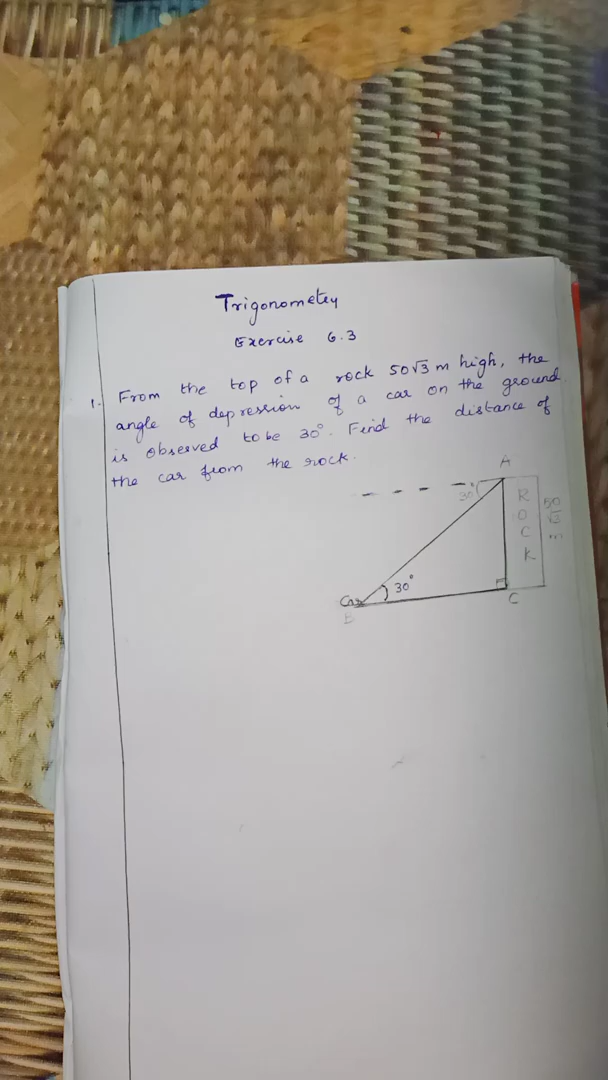 Trigonometry
Exercise 6.3
1. From the top of a rock 50√3 m high, the
angle of depression of a car on the ground
is observed to be 30°. Find the distance of
the car from the rock.
A
30°
ROCK
50√3 m
30°
Car
B
C